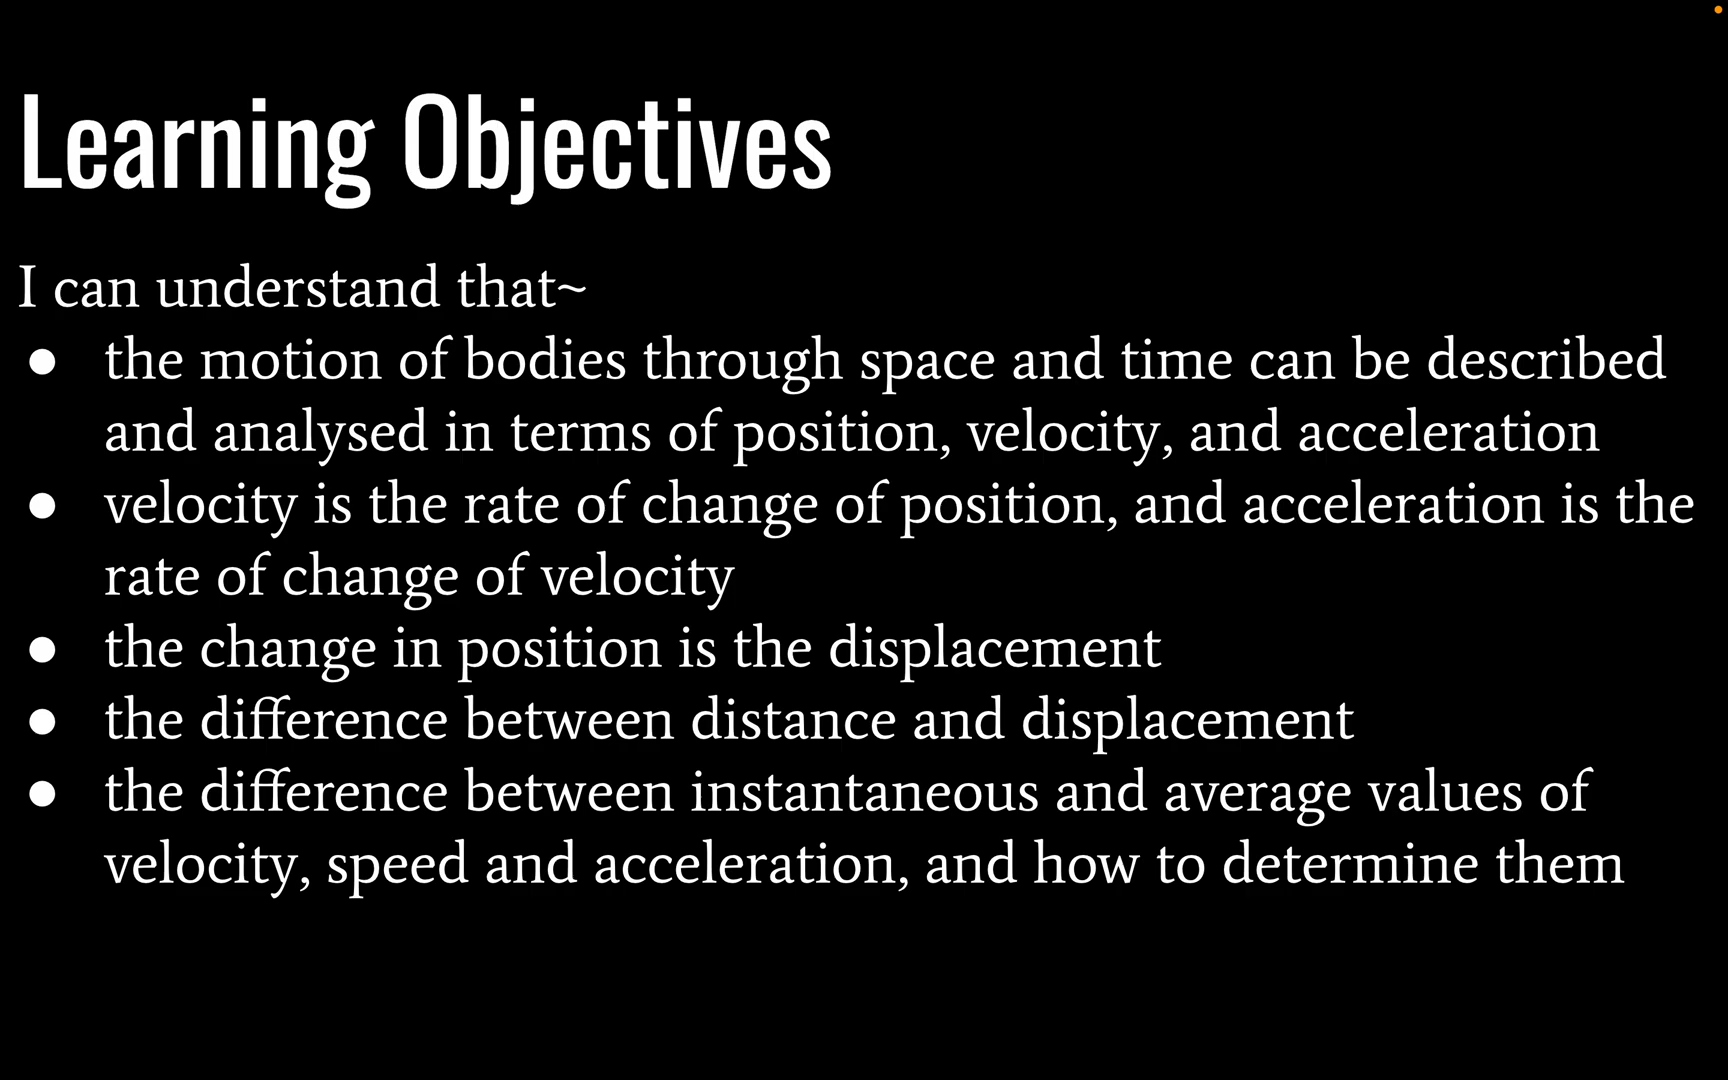 Learning Objectives
I can understand that~
● the motion of bodies through space and time can be described
and analysed in terms of position, velocity, and acceleration
● velocity is the rate of change of position, and acceleration is the
rate of change of velocity
● the change in position is the displacement
● the difference between distance and displacement
● the difference between instantaneous and average values of
velocity, speed and acceleration, and how to determine them